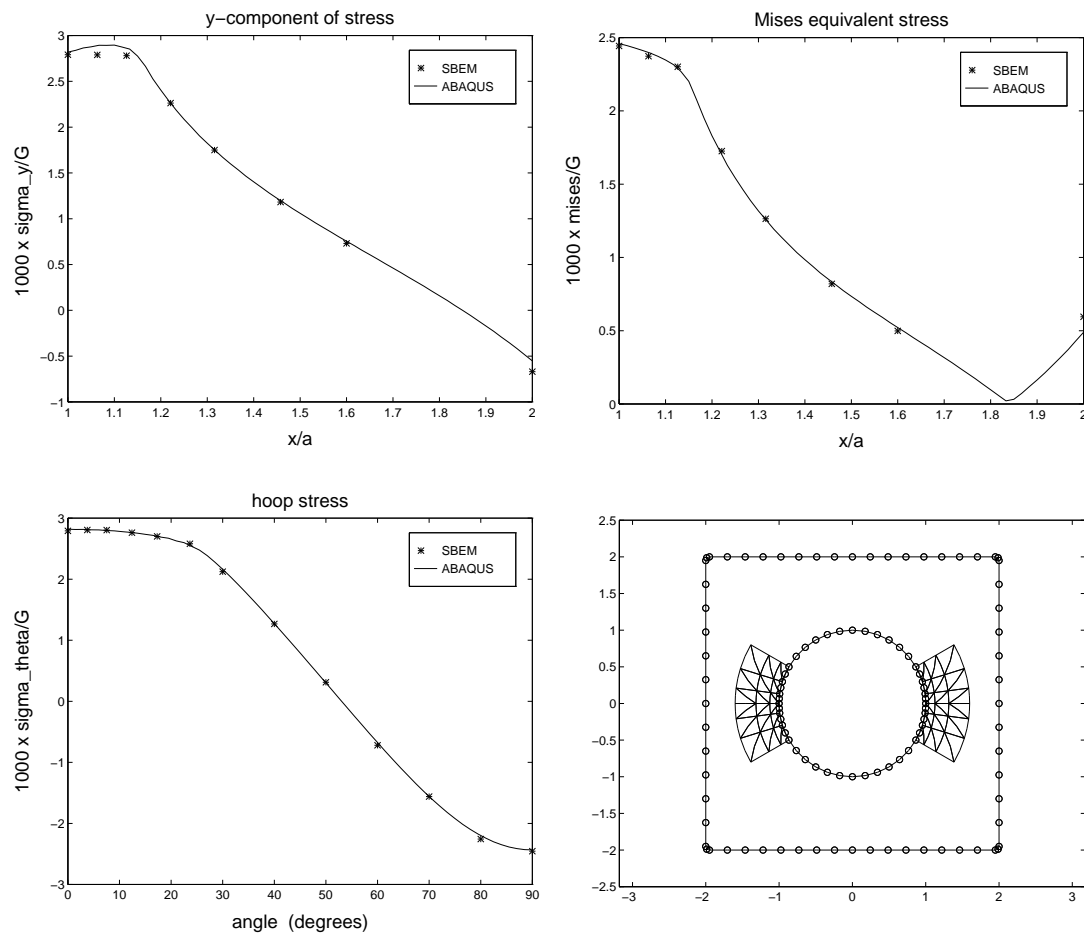 y-component of stress
3
2.5
2
1.5
1
0.5
0
-0.5
-1
1 1.1 1.2 1.3 1.4 1.5 1.6 1.7 1.8 1.9 2
1000 x sigma_y/G
x/a
SBEM
ABAQUS
Mises equivalent stress
2.5
2
1.5
1
0.5
0
1 1.1 1.2 1.3 1.4 1.5 1.6 1.7 1.8 1.9 2
1000 x mises/G
x/a
SBEM
ABAQUS
hoop stress
3
2
1
0
-1
-2
-3
0 10 20 30 40 50 60 70 80 90
1000 x sigma_theta/G
angle (degrees)
SBEM
ABAQUS
2.5
2
1.5
1
0.5
0
-0.5
-1
-1.5
-2
-2.5
-3 -2 -1 0 1 2 3